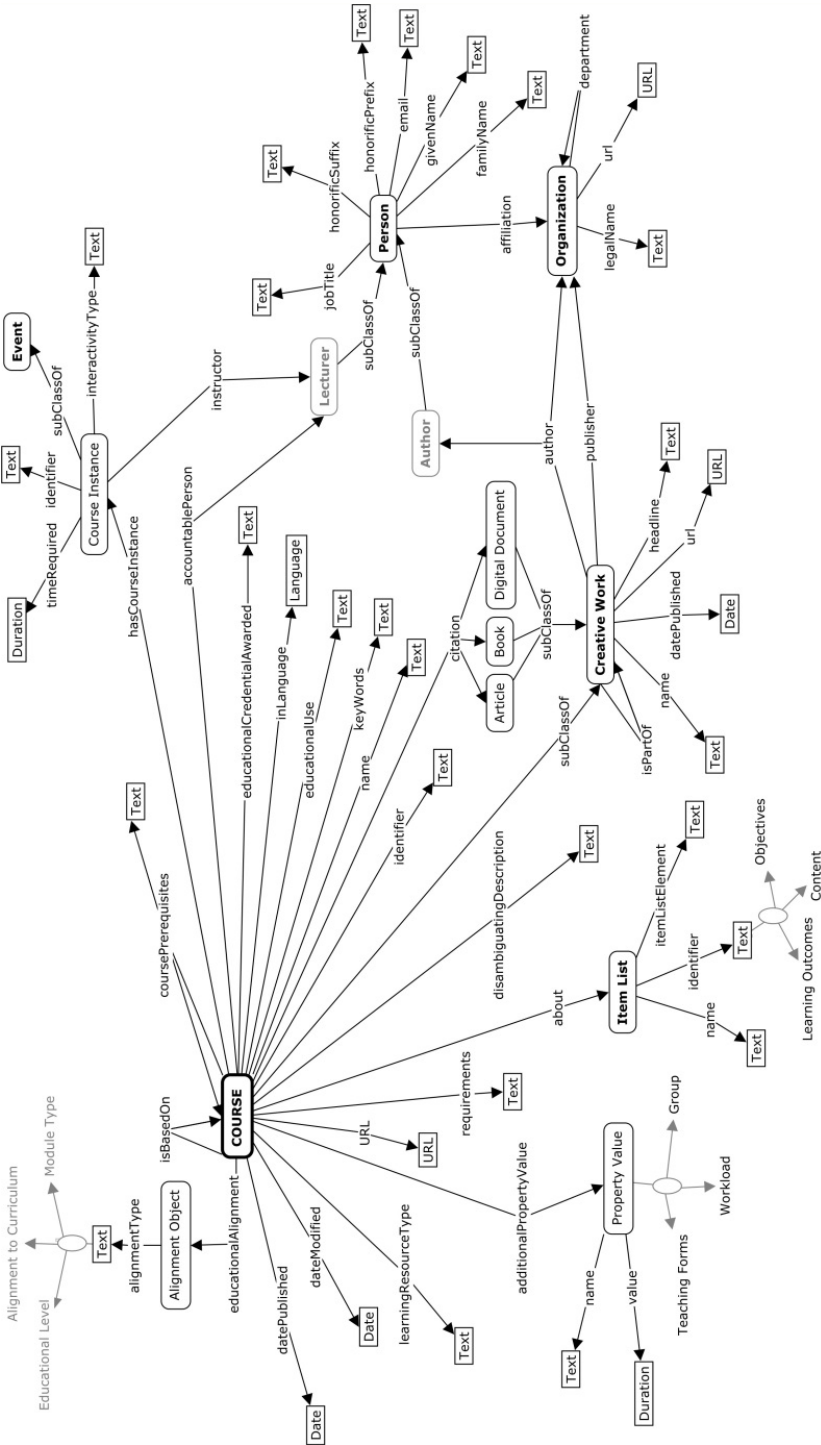 Alignment to Curriculum
Educational Level
Module Type
Text
alignmentType
Alignment Object
educationalAlignment
isBasedOn
COURSE
coursePrerequisites
Text
hasCourseInstance
Duration
timeRequired
Text
identifier
subClassOf
Event
Course Instance
interactivityType
Text
instructor
accountablePerson
Lecturer
subClassOf
Text
jobTitle
Text
honorificSuffix
Text
honorificPrefix
Text
email
Text
givenName
Text
familyName
Person
affiliation
Author
subClassOf
Organization
department
URL
url
Text
legalName
educationalCredentialAwarded
Text
inLanguage
Language
educationalUse
Text
keyWords
Text
name
Text
citation
Article
Book
Digital Document
subClassOf
identifier
Text
author
publisher
subClassOf
Creative Work
isPartOf
name
Text
datePublished
Date
url
URL
headline
Text
disambiguatingDescription
Text
about
Item List
name
Text
identifier
Text
itemListElement
Text
Learning Outcomes
Content
Objectives
requirements
Text
URL
URL
additionalPropertyValue
Property Value
name
Text
value
Duration
Teaching Forms
Workload
Group
learningResourceType
Text
dateModified
Date
datePublished
Date